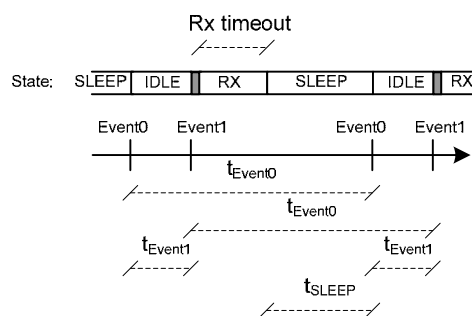 Rx timeout
State: SLEEP IDLE RX SLEEP IDLE RX
Event0 Event1 Event0 Event1
tEvent0
tEvent0
tEvent1 tEvent1
tSLEEP